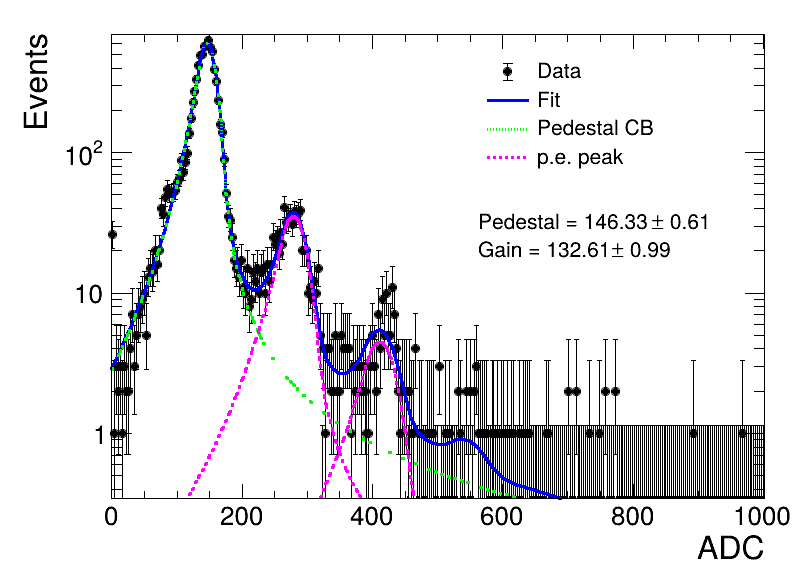 Events
Data
Fit
Pedestal CB
p.e. peak
Pedestal = 146.33± 0.61
Gain = 132.61± 0.99
10²
10
1
0 200 400 600 800 1000
ADC